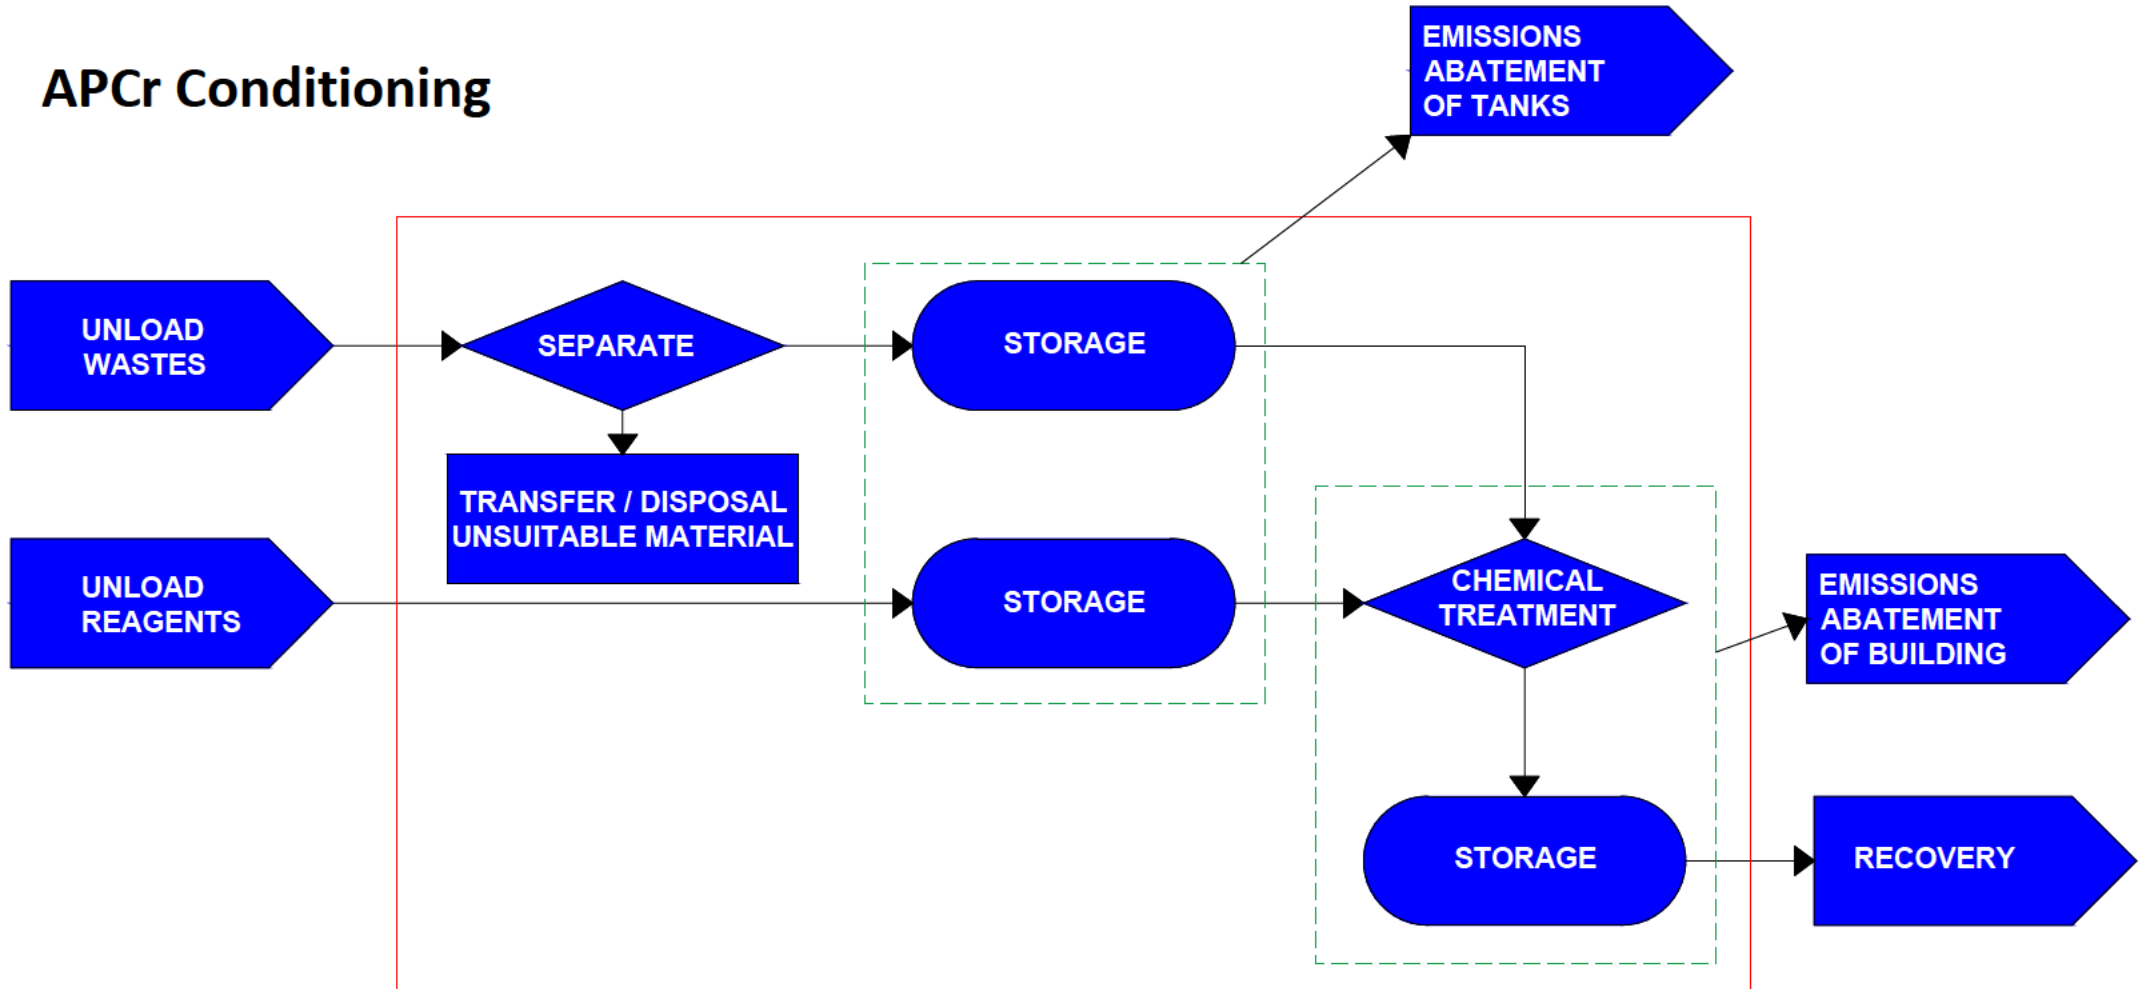 APCr Conditioning
EMISSIONS
ABATEMENT
OF TANKS
UNLOAD
WASTES
SEPARATE
STORAGE
TRANSFER / DISPOSAL
UNSUITABLE MATERIAL
UNLOAD
REAGENTS
STORAGE
CHEMICAL
TREATMENT
EMISSIONS
ABATEMENT
OF BUILDING
STORAGE
RECOVERY